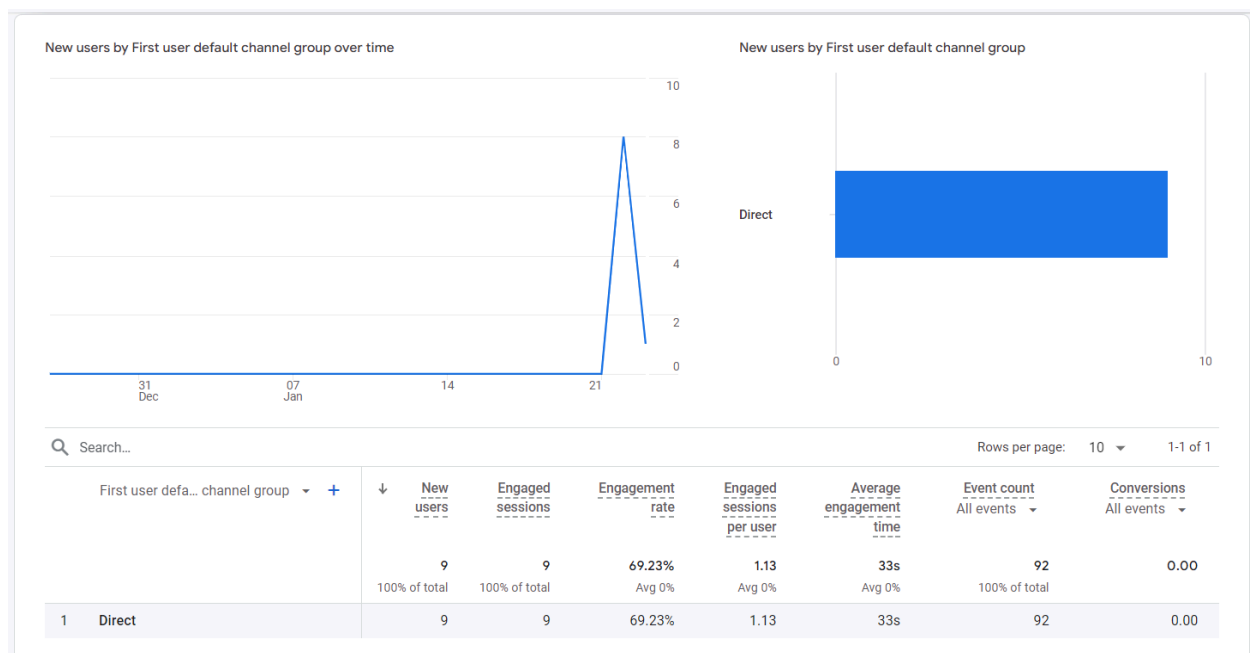 New users by First user default channel group over time
10
8
6
4
2
0
31
Dec
07
Jan
14
21
New users by First user default channel group
Direct
0
10
Search...
Rows per page: 10 1-1 of 1
First user defa... channel group +
New users
Engaged sessions
Engagement rate
Engaged sessions per user
Average engagement time
Event count
All events
Conversions
All events
9 9 69.23% 1.13 33s 92 0.00
100% of total 100% of total Avg 0% Avg 0% Avg 0% 100% of total
1 Direct 9 9 69.23% 1.13 33s 92 0.00